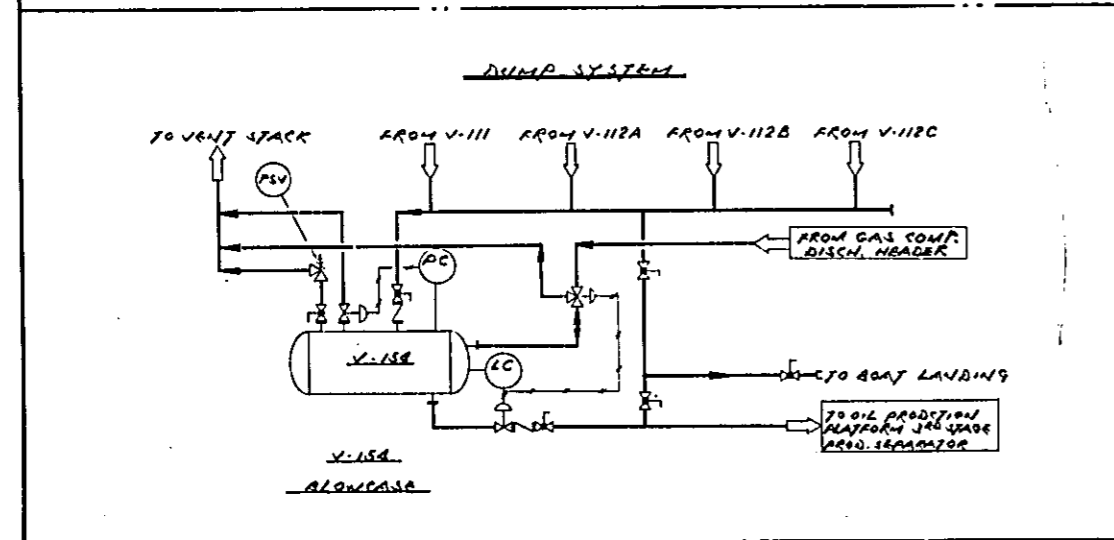 DUMP SYSTEM
TO VENT STACK
FROM V-111
FROM V-112A
FROM V-112B
FROM V-112C
PSV
FROM GAS COMP.
DISCH. HEADER
PC
V-154
LC
TO BOAT LANDING
TO OIL PRODCTION
PLATFORM 3RD STAGE
PROD. SEPARATOR
V-154
BLOWCASE